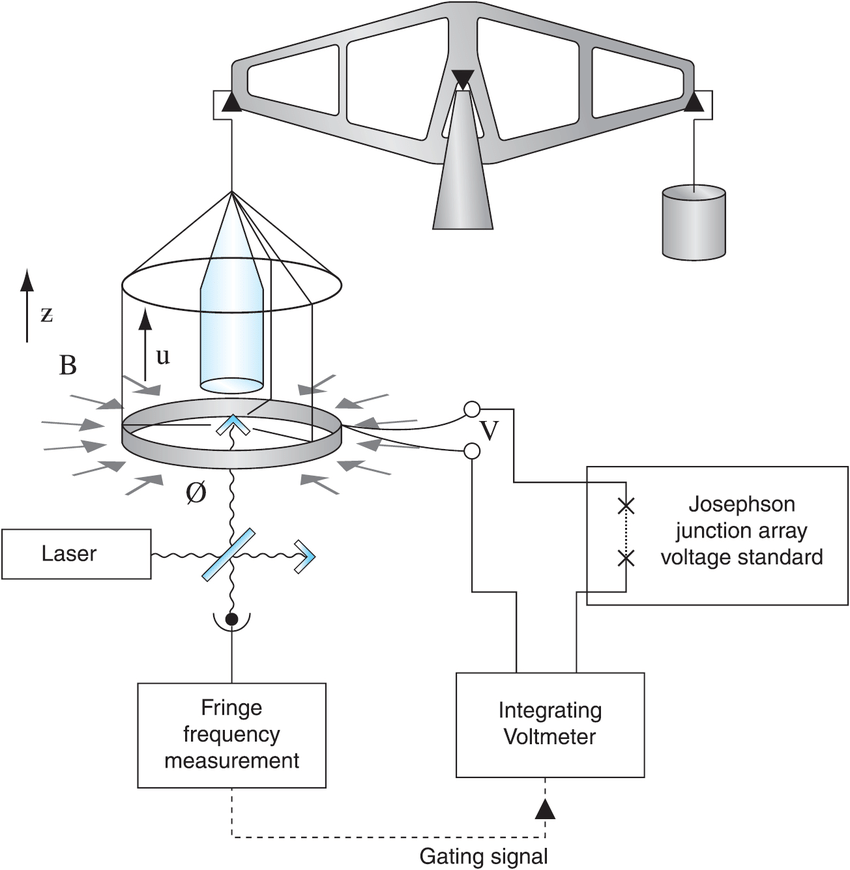 z
u
B
V
Ø
Josephson
junction array
voltage standard
Laser
Fringe
frequency
measurement
Integrating
Voltmeter
Gating signal